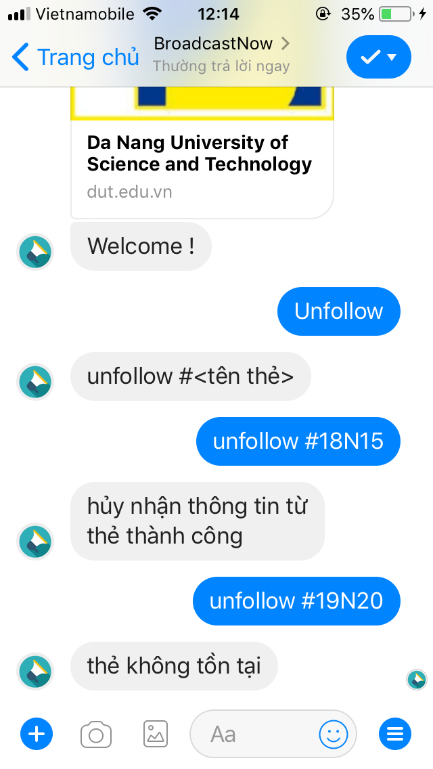 Vietnamobile 12:14 35%
Trang chủ
BroadcastNow
Thường trả lời ngay
Da Nang University of
Science and Technology
dut.edu.vn
Welcome !
Unfollow
unfollow #<tên thẻ>
unfollow #18N15
hủy nhận thông tin từ
thẻ thành công
unfollow #19N20
thẻ không tồn tại
Aa